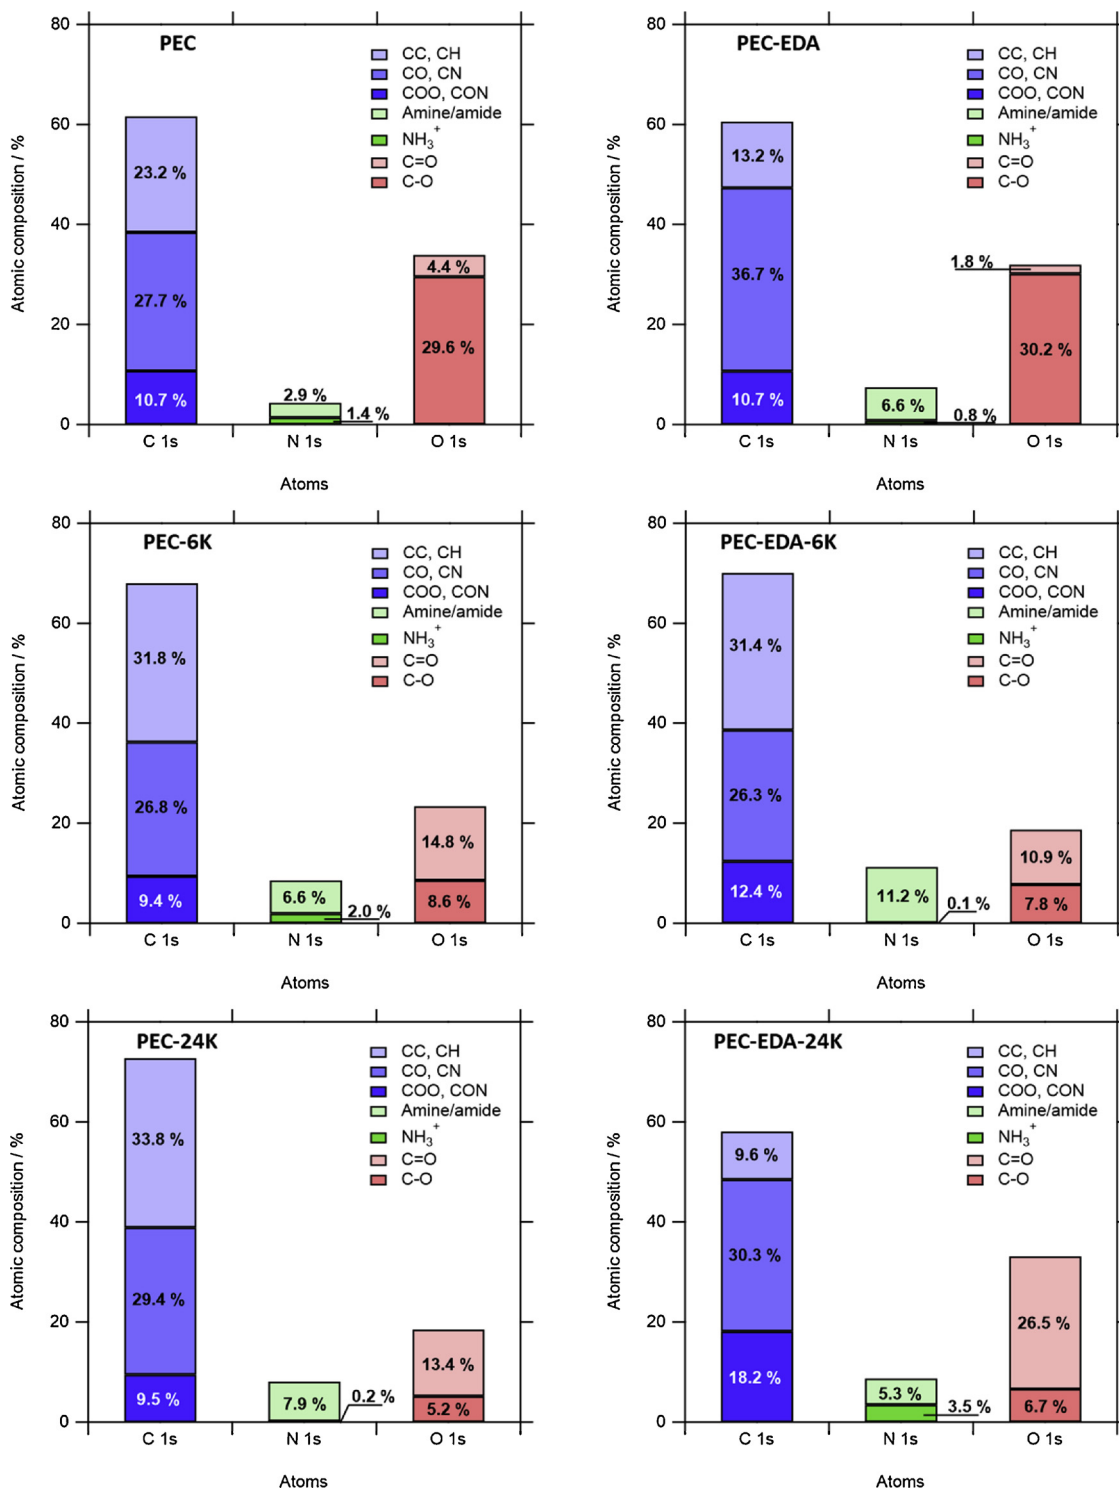 PEC
80
60
40
20
0
Atomic composition / %
CC, CH
CO, CN
COO, CON
Amine/amide
NH3+
C=O
C-O
23.2 %
27.7 %
10.7 %
2.9 %
1.4 %
4.4 %
29.6 %
C 1s
N 1s
O 1s
Atoms
PEC-EDA
80
60
40
20
0
Atomic composition / %
CC, CH
CO, CN
COO, CON
Amine/amide
NH3+
C=O
C-O
13.2 %
36.7 %
10.7 %
6.6 %
0.8 %
1.8 %
30.2 %
C 1s
N 1s
O 1s
Atoms
PEC-6K
80
60
40
20
0
Atomic composition / %
CC, CH
CO, CN
COO, CON
Amine/amide
NH3+
C=O
C-O
31.8 %
26.8 %
9.4 %
6.6 %
2.0 %
14.8 %
8.6 %
C 1s
N 1s
O 1s
Atoms
PEC-EDA-6K
80
60
40
20
0
Atomic composition / %
CC, CH
CO, CN
COO, CON
Amine/amide
NH3+
C=O
C-O
31.4 %
26.3 %
12.4 %
11.2 %
0.1 %
10.9 %
7.8 %
C 1s
N 1s
O 1s
Atoms
PEC-24K
80
60
40
20
0
Atomic composition / %
CC, CH
CO, CN
COO, CON
Amine/amide
NH3+
C=O
C-O
33.8 %
29.4 %
9.5 %
7.9 %
0.2 %
13.4 %
5.2 %
C 1s
N 1s
O 1s
Atoms
PEC-EDA-24K
80
60
40
20
0
Atomic composition / %
CC, CH
CO, CN
COO, CON
Amine/amide
NH3+
C=O
C-O
9.6 %
30.3 %
18.2 %
5.3 %
3.5 %
26.5 %
6.7 %
C 1s
N 1s
O 1s
Atoms